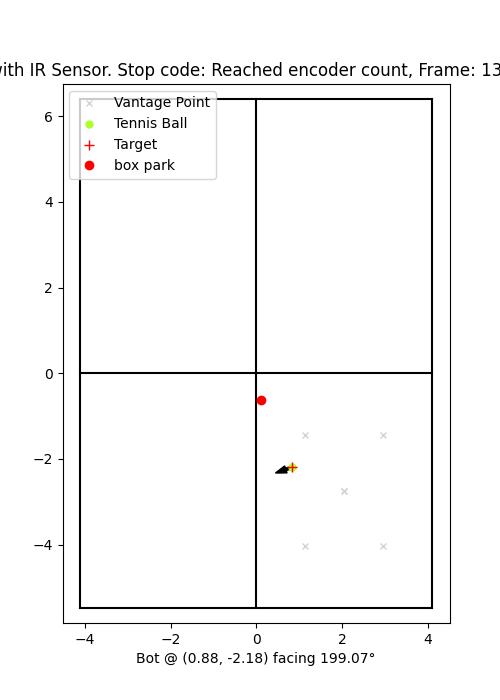 with IR Sensor. Stop code: Reached encoder count, Frame: 13
Vantage Point
Tennis Ball
Target
box park
6
4
2
0
−2
−4
−4 −2 0 2 4
Bot @ (0.88, -2.18) facing 199.07°